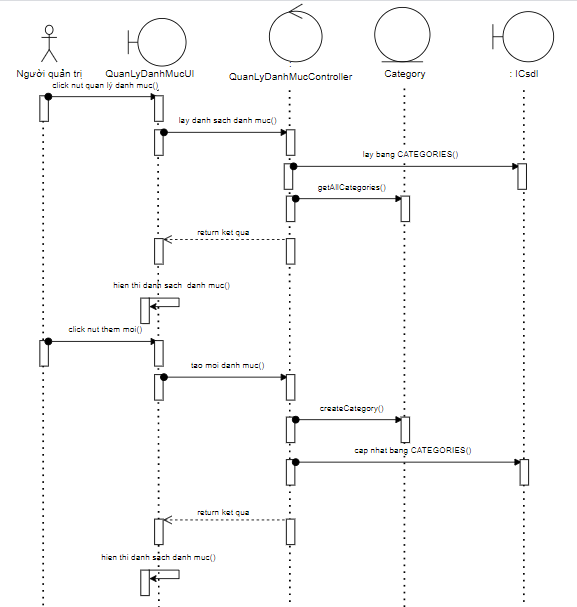 Người quản trị
QuanLyDanhMucUI
QuanLyDanhMucController
Category
: ICsdl
click nut quan lý danh muc()
lay danh sach danh muc()
lay bang CATEGORIES()
getAllCategories()
return ket qua
hien thi danh sach danh muc()
click nut them moi()
tao moi danh muc()
createCategory()
cap nhat bang CATEGORIES()
return ket qua
hien thi danh sach danh muc()